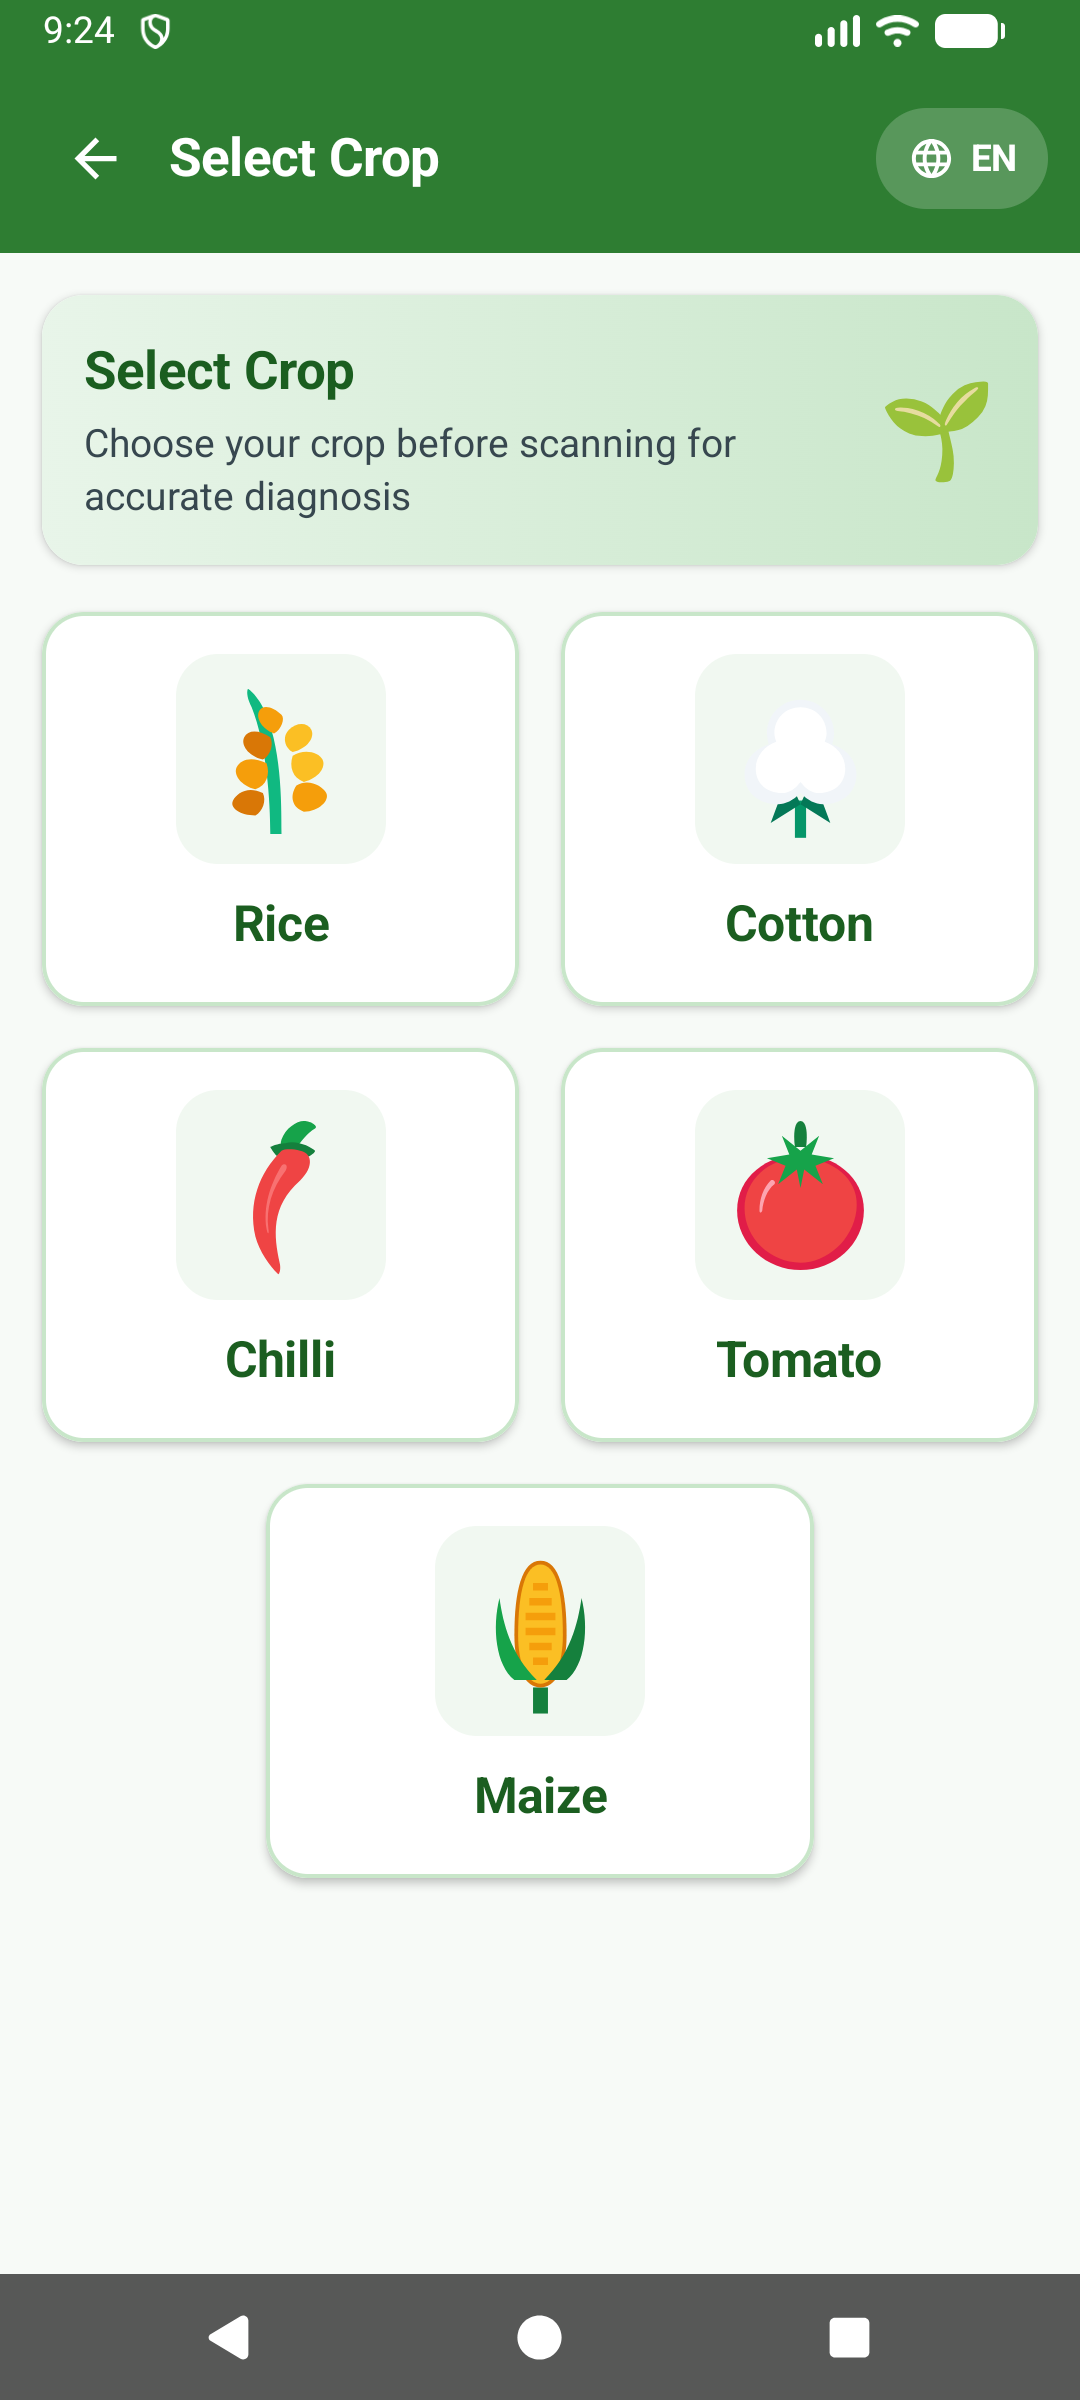 9:24
Select Crop
EN
Select Crop
Choose your crop before scanning for
accurate diagnosis
Rice
Cotton
Chilli
Tomato
Maize